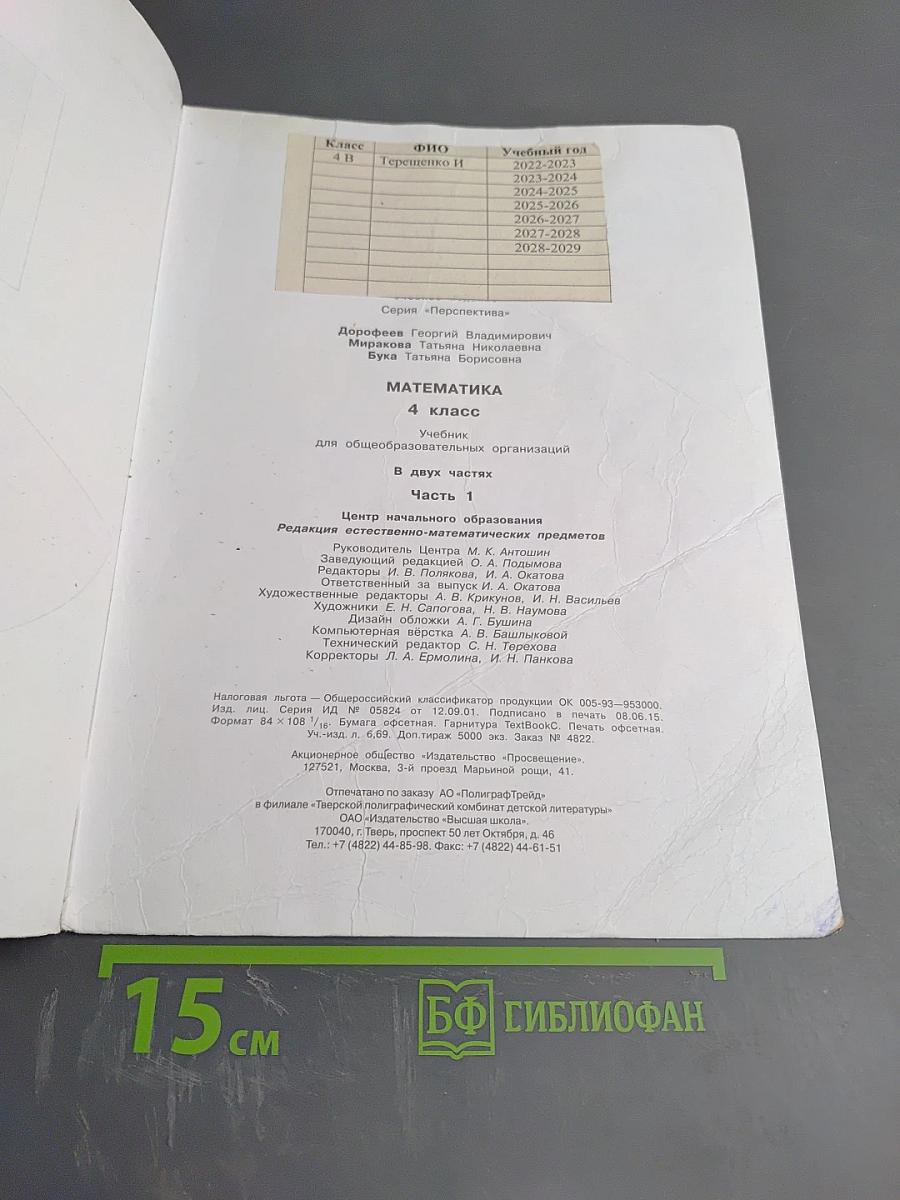 Класс ФИО Учебный год
4 В Терещенко И 2022-2023
2023-2024
2024-2025
2025-2026
2026-2027
2027-2028
2028-2029
Серия «Перспектива»
Дорофеев Георгий Владимирович
Миракова Татьяна Николаевна
Бука Татьяна Борисовна
МАТЕМАТИКА
4 класс
Учебник
для общеобразовательных организаций
В двух частях
Часть 1
Центр начального образования
Редакция естественно-математических предметов
Руководитель Центра М. К. Антошин
Заведующий редакцией О. А. Подымова
Редакторы И. В. Полякова, И. А. Окатова
Ответственный за выпуск И. А. Окатова
Художественные редакторы А. В. Крикунов, И. Н. Васильев
Художники Е. Н. Сапогова, Н. В. Наумова
Дизайн обложки А. Г. Бушина
Компьютерная вёрстка А. В. Башлыковой
Технический редактор С. Н. Терехова
Корректоры Л. А. Ермолина, И. Н. Панкова
Налоговая льгота — Общероссийский классификатор продукции ОК 005-93—953000.
Изд. лиц. Серия ИД № 05824 от 12.09.01. Подписано в печать 08.06.15.
Формат 84 × 108 1/16. Бумага офсетная. Гарнитура TextBookC. Печать офсетная.
Уч.-изд. л. 6,69. Доп.тираж 5000 экз. Заказ № 4822.
Акционерное общество «Издательство «Просвещение».
127521, Москва, 3-й проезд Марьиной рощи, 41.
Отпечатано по заказу АО «ПолиграфТрейд»
в филиале «Тверской полиграфический комбинат детской литературы»
ОАО «Издательство «Высшая школа».
170040, г. Тверь, проспект 50 лет Октября, д. 46
Тел.: +7 (4822) 44-85-98. Факс: +7 (4822) 44-61-51
15 см БФ БИБЛИОФАН